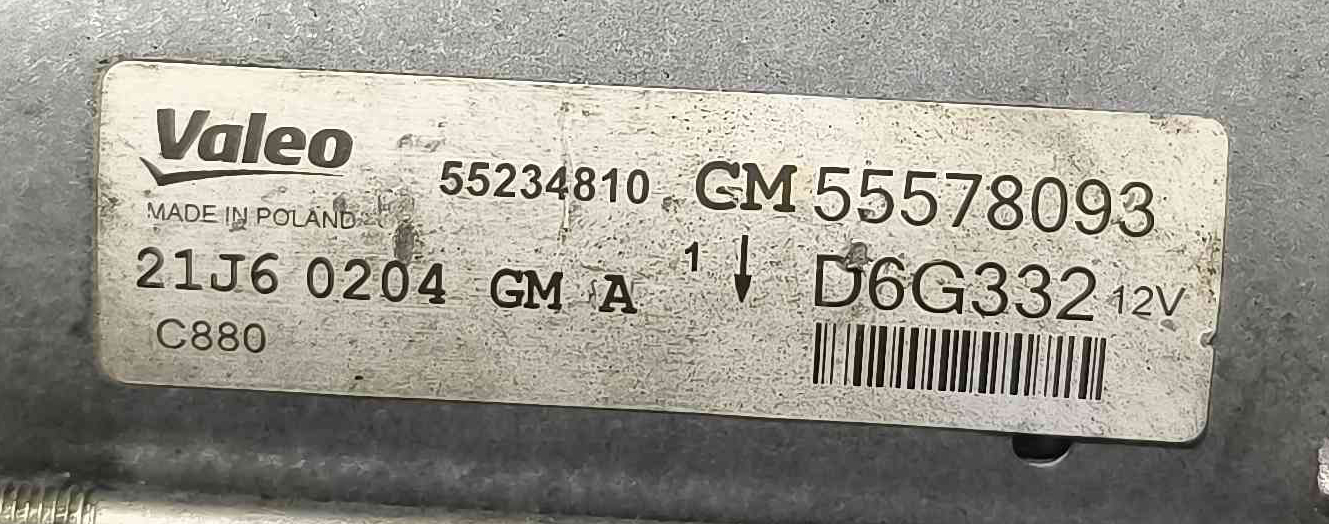 Valeo
55234810 GM 55578093
MADE IN POLAND
21J6 0204 GM A 1 ↓ D6G332 12V
C880